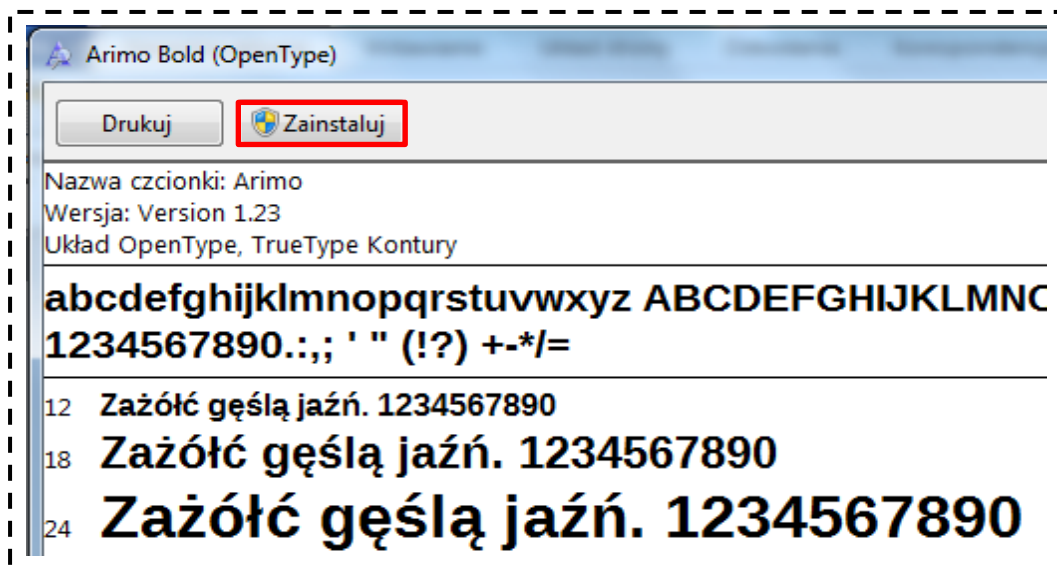 Arimo Bold (OpenType)
Drukuj Zainstaluj
Nazwa czcionki: Arimo
Wersja: Version 1.23
Układ OpenType, TrueType Kontury
abcdefghijklmnopqrstuvwxyz ABCDEFGHIJKLMN
1234567890.:,; ' " (!?) +-*/=
12 Zażółć gęślą jaźń. 1234567890
18 Zażółć gęślą jaźń. 1234567890
24 Zażółć gęślą jaźń. 1234567890